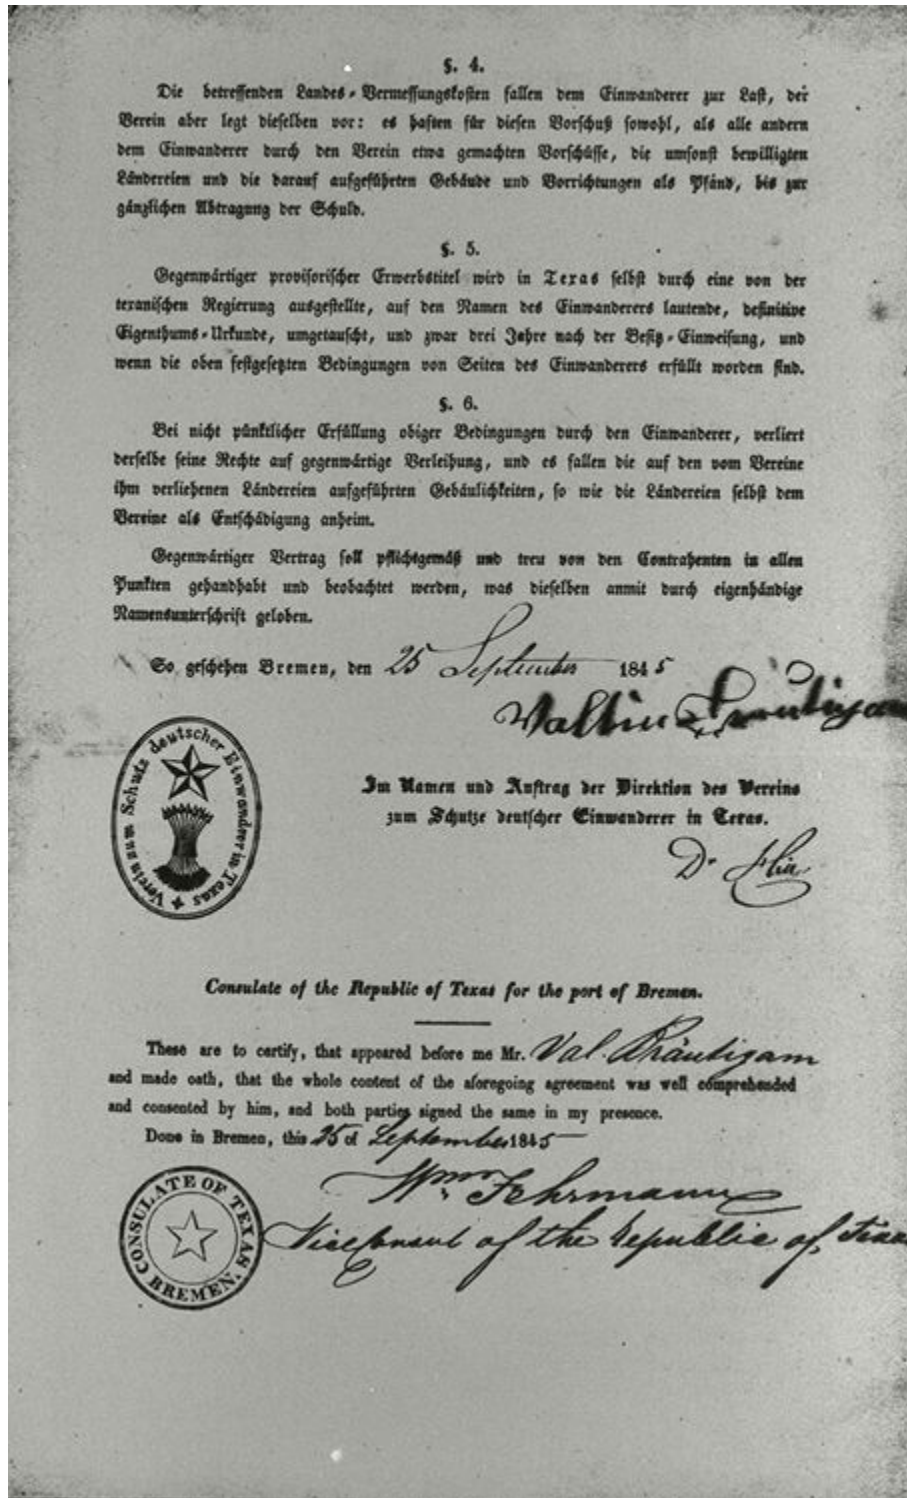 §. 4.
Die betreffenden Landes-Vermessungskosten fallen dem Einwanderer zur Last, der
Verein aber legt dieselben vor: es haften für diesen Vorschuß sowohl, als alle andern
dem Einwanderer durch den Verein etwa gemachten Vorschüsse, die umsonst bewilligten
Ländereien und die darauf aufgeführten Gebäude und Vorrichtungen als Pfand, bis zur
gänzlichen Abtragung der Schuld.
§. 5.
Gegenwärtiger provisorischer Erwerbstitel wird in Texas selbst durch eine von der
texanischen Regierung ausgestellte, auf den Namen des Einwanderers lautende, definitive
Eigenthums-Urkunde, umgetauscht, und zwar drei Jahre nach der Besitz-Einweisung, und
wenn die oben festgesetzten Bedingungen von Seiten des Einwanderers erfüllt worden sind.
§. 6.
Bei nicht pünktlicher Erfüllung obiger Bedingungen durch den Einwanderer, verliert
derselbe seine Rechte auf gegenwärtige Verleihung, und es fallen die auf den vom Vereine
ihm verliehenen Ländereien aufgeführten Gebäulichkeiten, so wie die Ländereien selbst dem
Vereine als Entschädigung anheim.
Gegenwärtiger Vertrag soll pflichtgemäß und treu von den Contrahenten in allen
Punkten gehandhabt und beobachtet werden, was dieselben anmit durch eigenhändige
Namensunterschrift geloben.
So geschehen Bremen, den 25 September 1845
Valtin Bräutigam
Verein zum Schutz deutscher Einwanderer in Texas
Im Namen und Auftrag der Direktion des Vereins
zum Schutze deutscher Einwanderer in Texas.
Dr
Consulate of the Republic of Texas for the port of Bremen.
These are to certify, that appeared before me Mr. Val. Bräutigam
and made oath, that the whole content of the aforegoing agreement was well comprehended
and consented by him, and both parties signed the same in my presence.
Done in Bremen, this 25 of September 1845
Wm. Fehrmann
Vice Consul of the Republic of Texas
CONSULATE OF TEXAS
BREMEN.